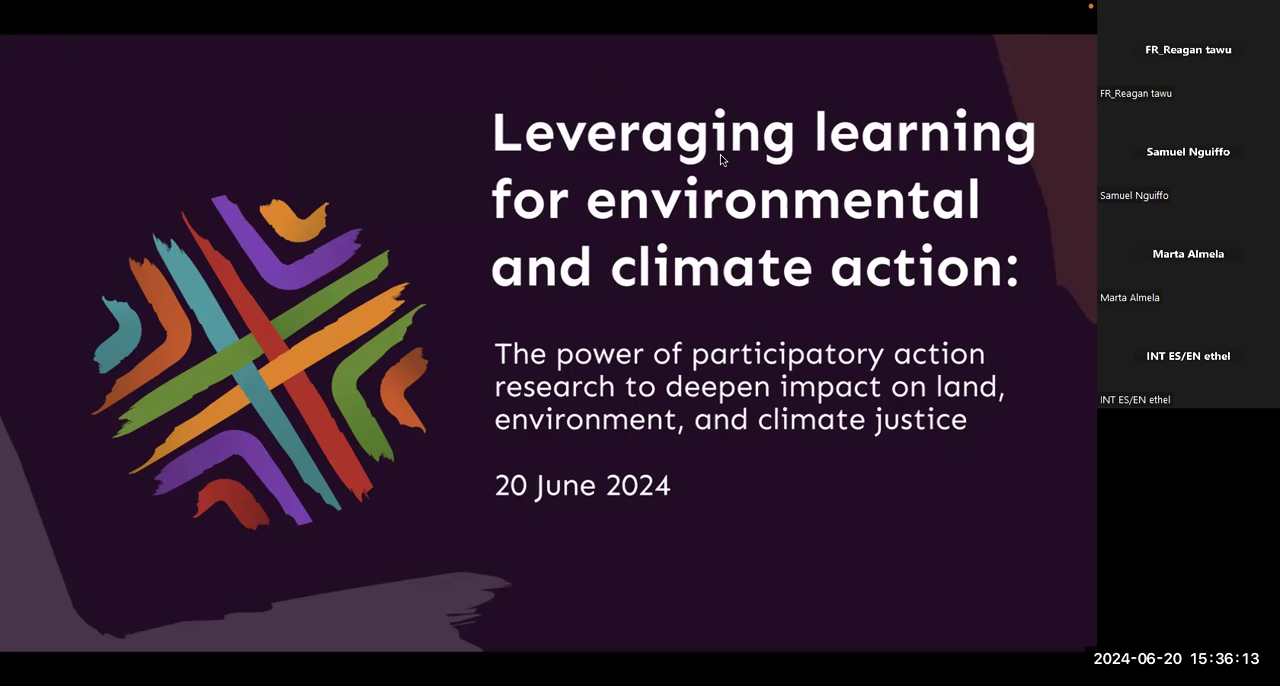 Leveraging learning
for environmental
and climate action:
The power of participatory action
research to deepen impact on land,
environment, and climate justice
20 June 2024
FR_Reagan tawu
FR_Reagan tawu
Samuel Nguiffo
Samuel Nguiffo
Marta Almela
Marta Almela
INT ES/EN ethel
INT ES/EN ethel
2024-06-20 15:36:13